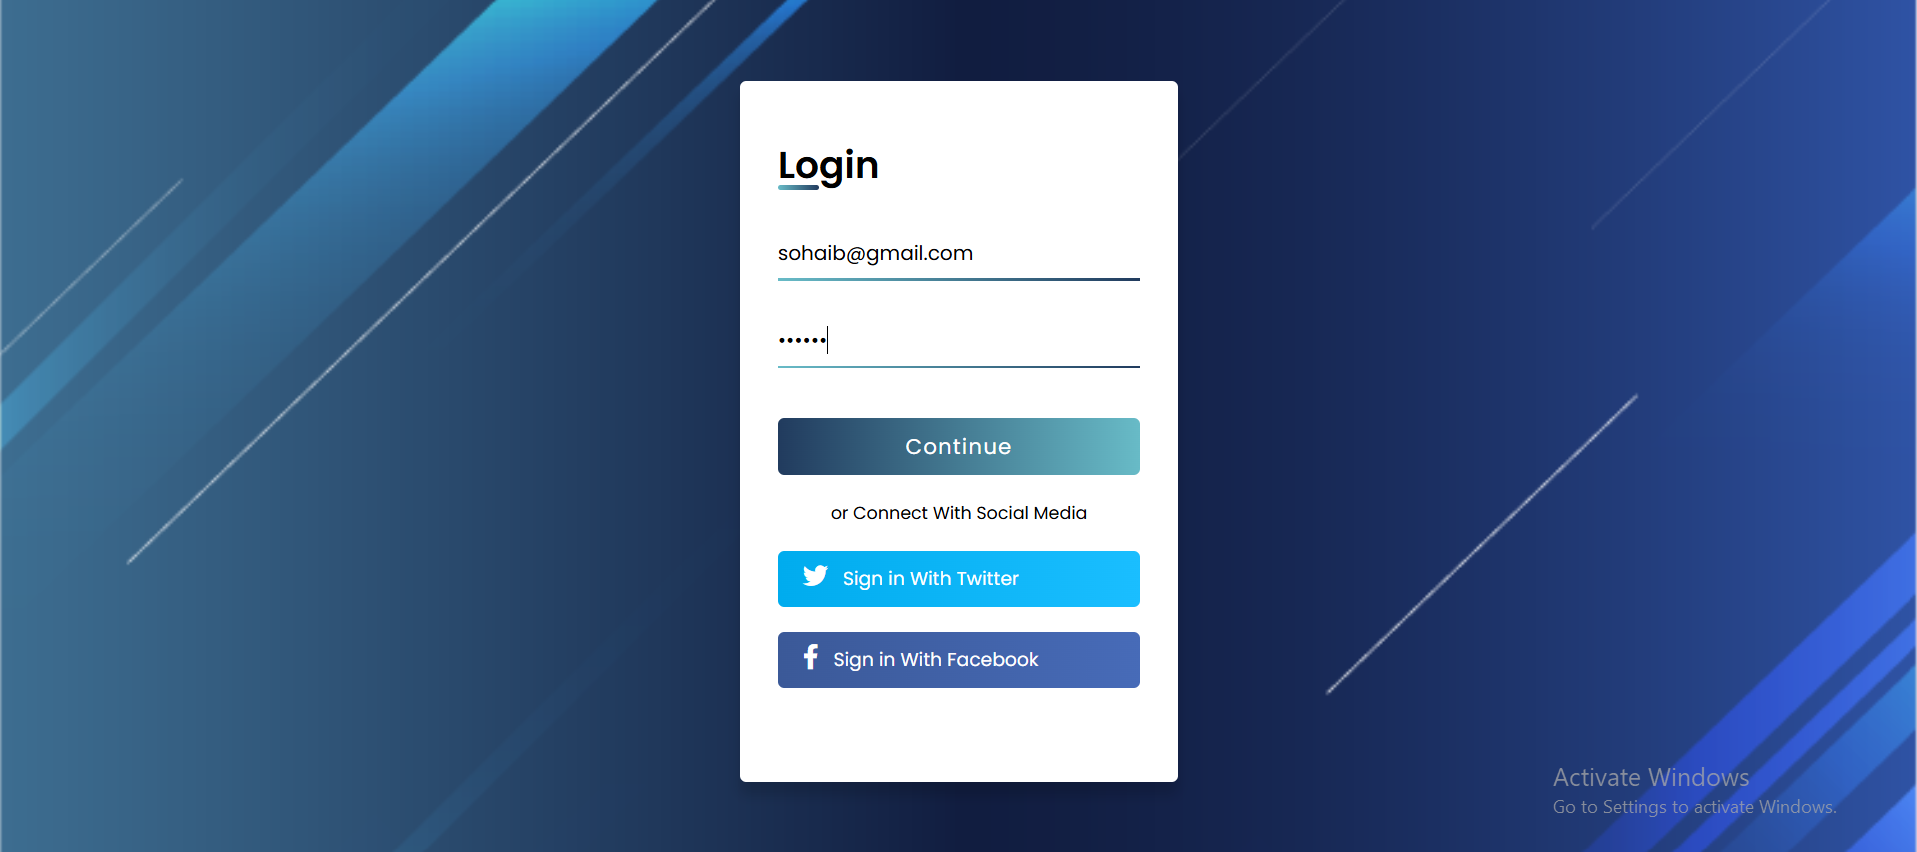 Login
sohaib@gmail.com
••••••
Continue
or Connect With Social Media
Sign in With Twitter
Sign in With Facebook
Activate Windows
Go to Settings to activate Windows.